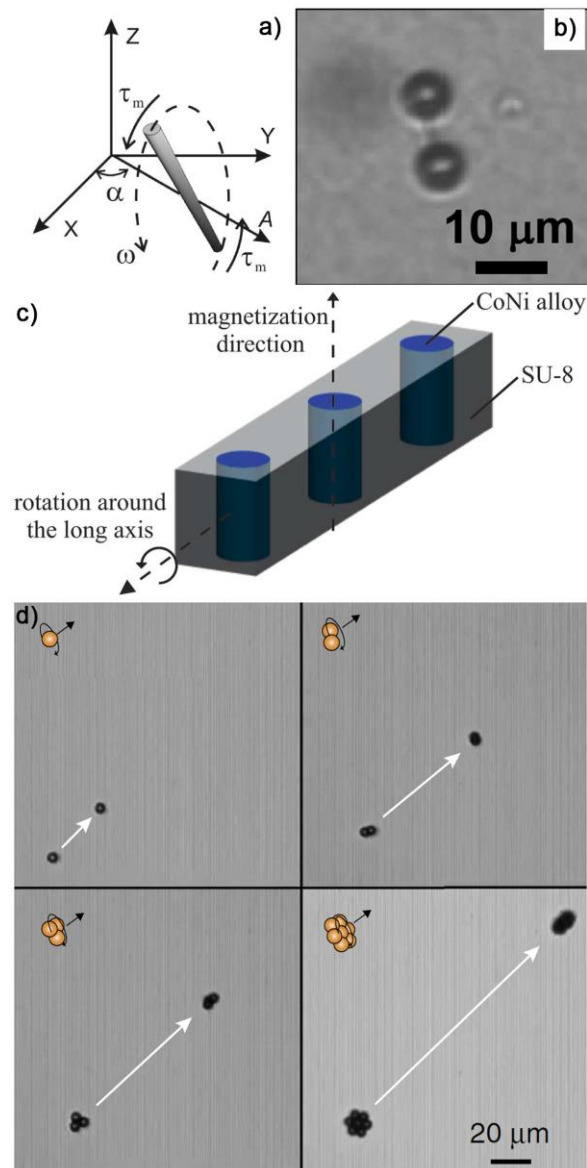 a)
Z
τm
Y
α
X
A
ω
τm
b)
10 μm
c)
magnetization
direction
CoNi alloy
SU-8
rotation around
the long axis
d)
20 μm